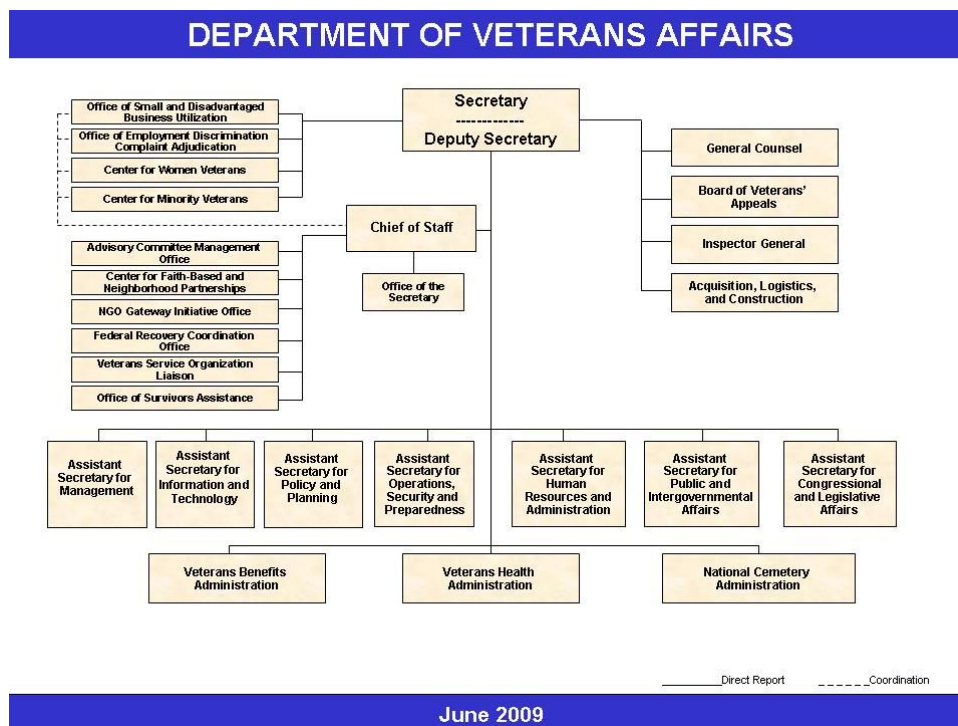 DEPARTMENT OF VETERANS AFFAIRS
Secretary
-------------
Deputy Secretary
Office of Small and Disadvantaged
Business Utilization
Office of Employment Discrimination
Complaint Adjudication
Center for Women Veterans
Center for Minority Veterans
General Counsel
Board of Veterans'
Appeals
Inspector General
Acquisition, Logistics,
and Construction
Chief of Staff
Office of the
Secretary
Advisory Committee Management
Office
Center for Faith-Based and
Neighborhood Partnerships
NGO Gateway Initiative Office
Federal Recovery Coordination
Office
Veterans Service Organization
Liaison
Office of Survivors Assistance
Assistant
Secretary for
Management
Assistant
Secretary for
Information and
Technology
Assistant
Secretary for
Policy and
Planning
Assistant
Secretary for
Operations,
Security and
Preparedness
Assistant
Secretary for
Human
Resources and
Administration
Assistant
Secretary for
Public and
Intergovernmental
Affairs
Assistant
Secretary for
Congressional
and Legislative
Affairs
Veterans Benefits
Administration
Veterans Health
Administration
National Cemetery
Administration
Direct Report
Coordination
June 2009